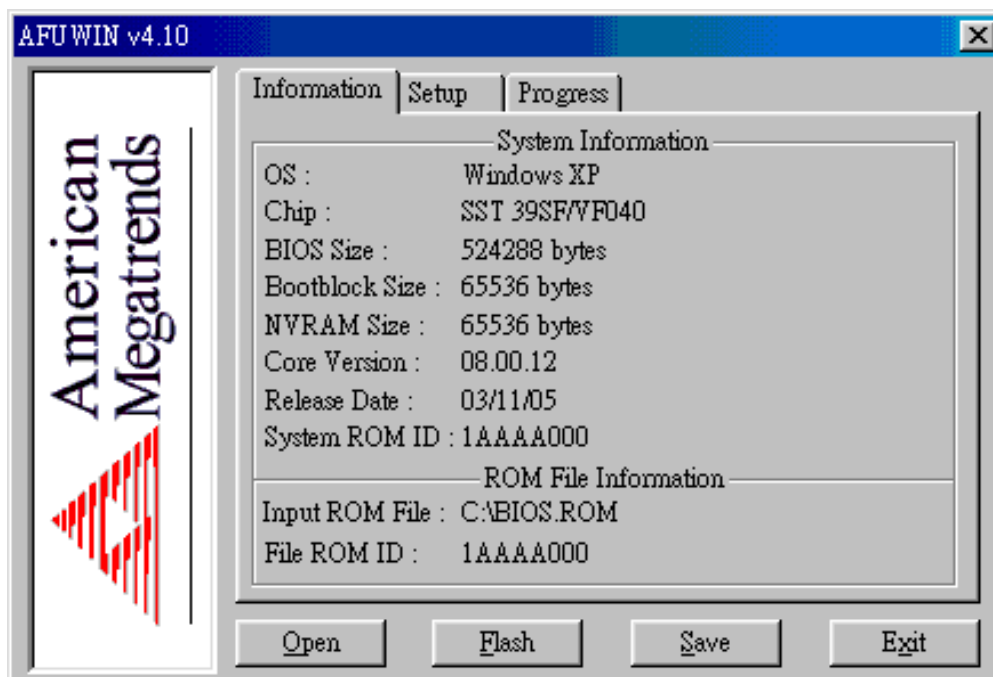 AFUWIN v4.10
American
Megatrends
Information
Setup
Progress
System Information
OS : Windows XP
Chip : SST 39SF/VF040
BIOS Size : 524288 bytes
Bootblock Size : 65536 bytes
NVRAM Size : 65536 bytes
Core Version : 08.00.12
Release Date : 03/11/05
System ROM ID : 1AAAA000
ROM File Information
Input ROM File : C:\BIOS.ROM
File ROM ID : 1AAAA000
Open
Flash
Save
Exit